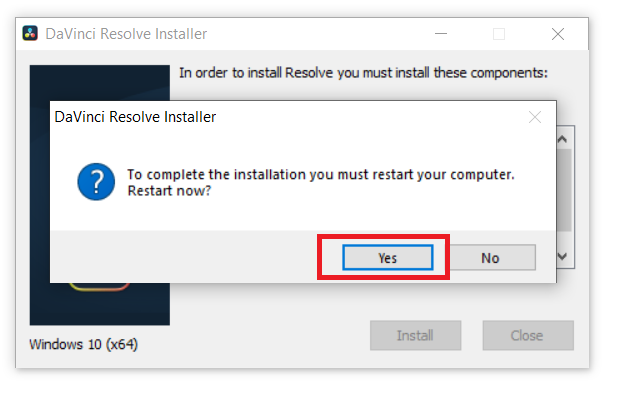 DaVinci Resolve Installer
In order to install Resolve you must install these components:
DaVinci Resolve Installer
To complete the installation you must restart your computer.
Restart now?
Yes
No
Install
Close
Windows 10 (x64)